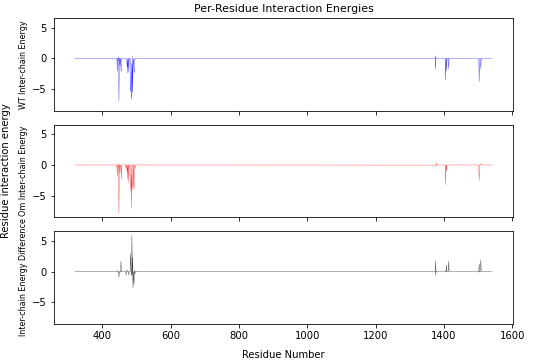 Per-Residue Interaction Energies
Residue interaction energy
WT Inter-chain Energy
5
0
−5
Om Inter-chain Energy
5
0
−5
Inter-chain Energy Difference
5
0
−5
400
600
800
1000
1200
1400
1600
Residue Number